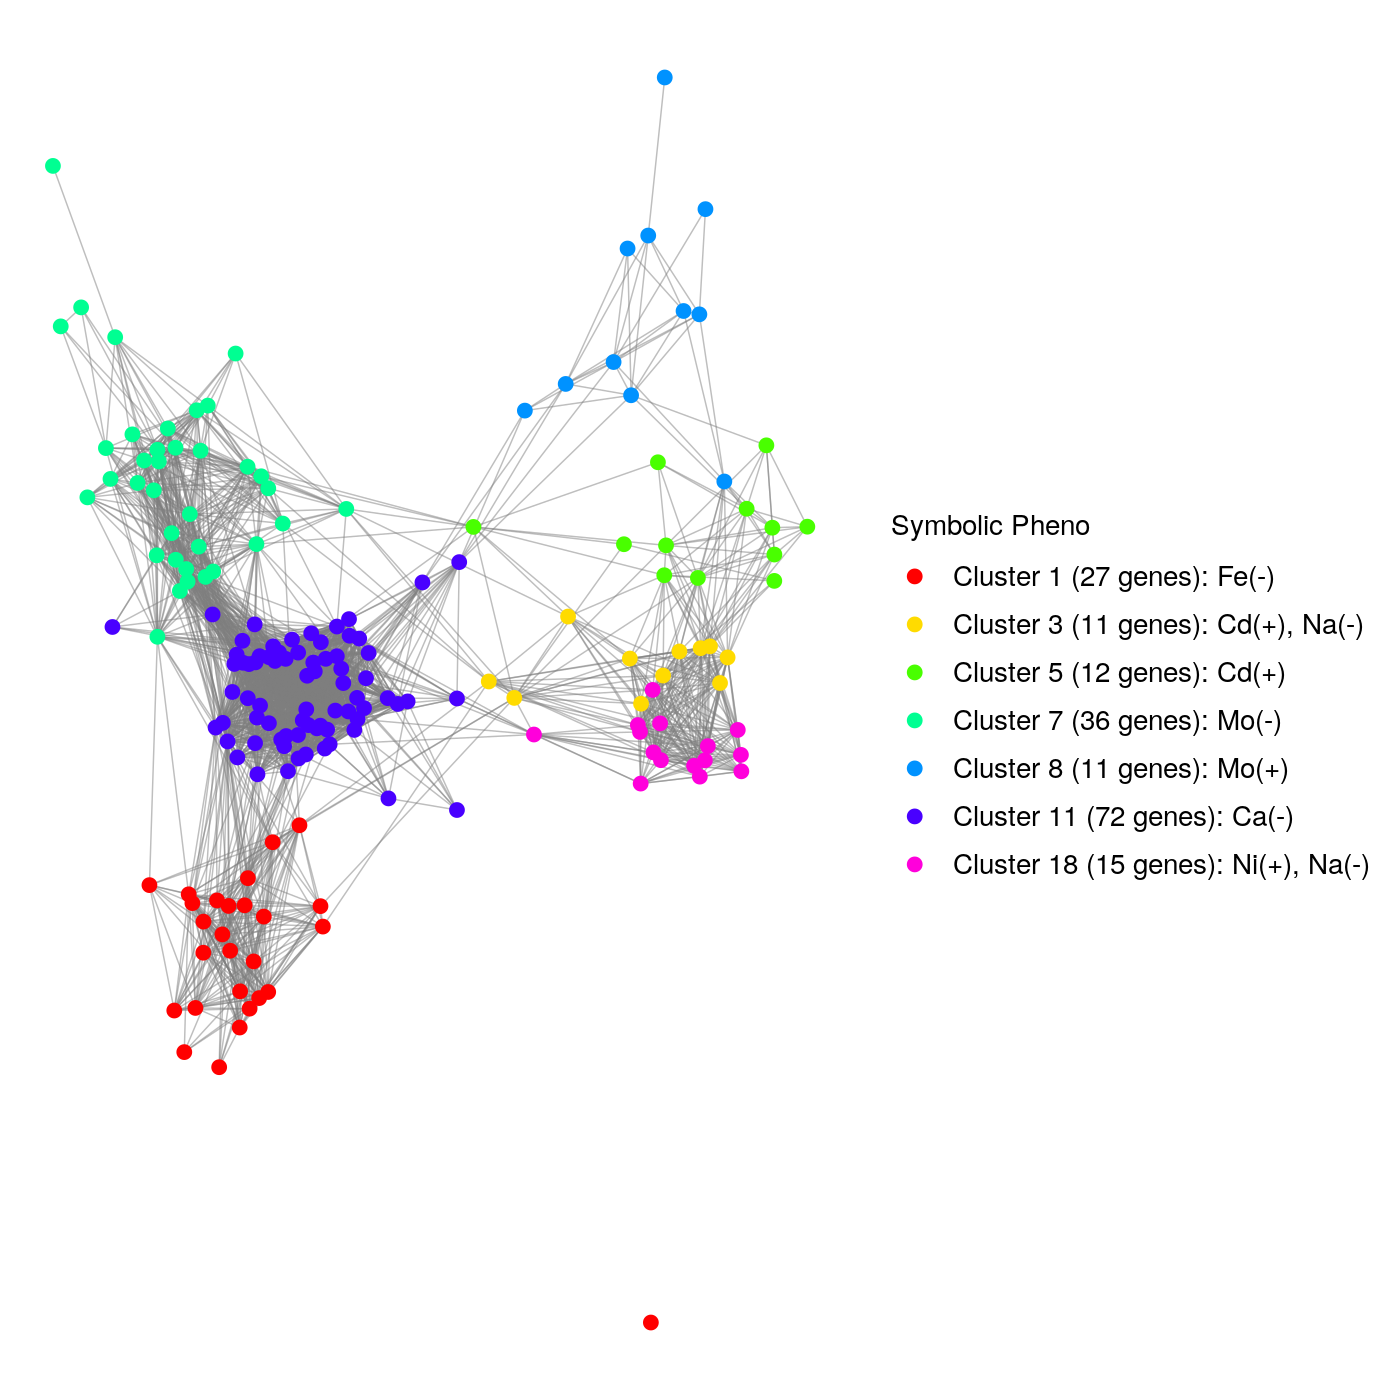 Symbolic Pheno
Cluster 1 (27 genes): Fe(-)
Cluster 3 (11 genes): Cd(+), Na(-)
Cluster 5 (12 genes): Cd(+)
Cluster 7 (36 genes): Mo(-)
Cluster 8 (11 genes): Mo(+)
Cluster 11 (72 genes): Ca(-)
Cluster 18 (15 genes): Ni(+), Na(-)